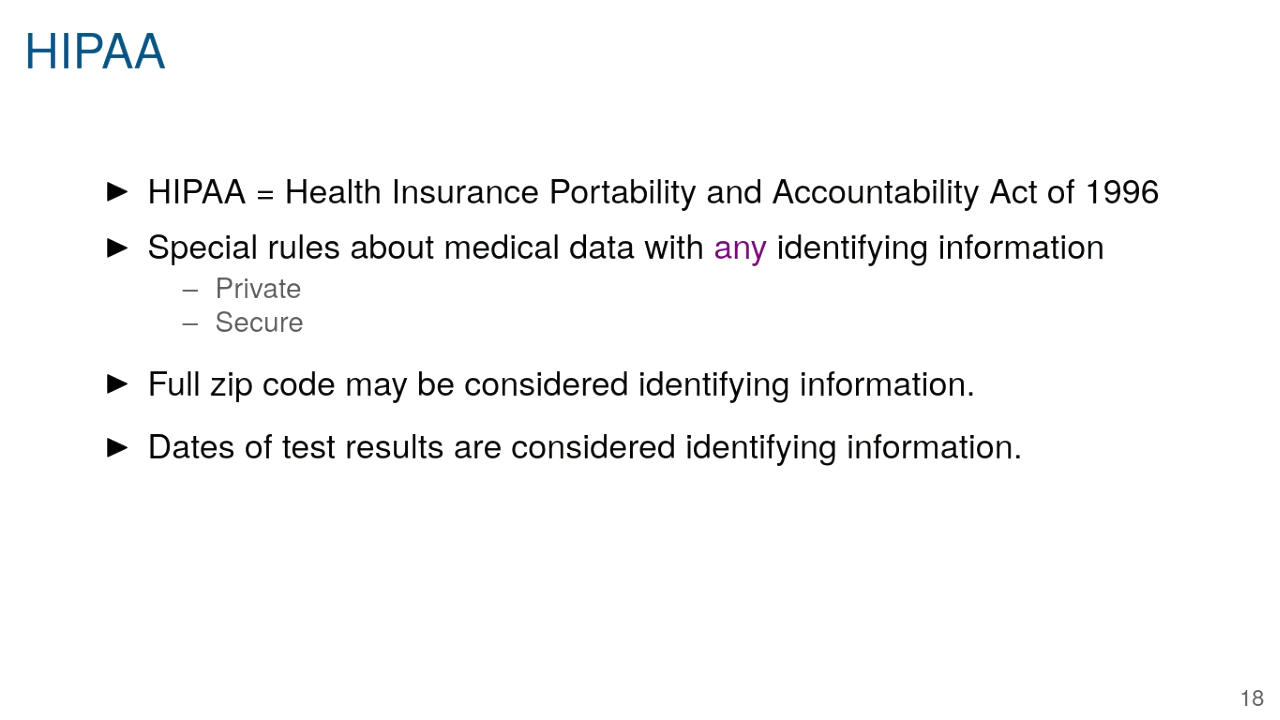 HIPAA
▶ HIPAA = Health Insurance Portability and Accountability Act of 1996
▶ Special rules about medical data with any identifying information
– Private
– Secure
▶ Full zip code may be considered identifying information.
▶ Dates of test results are considered identifying information.
18